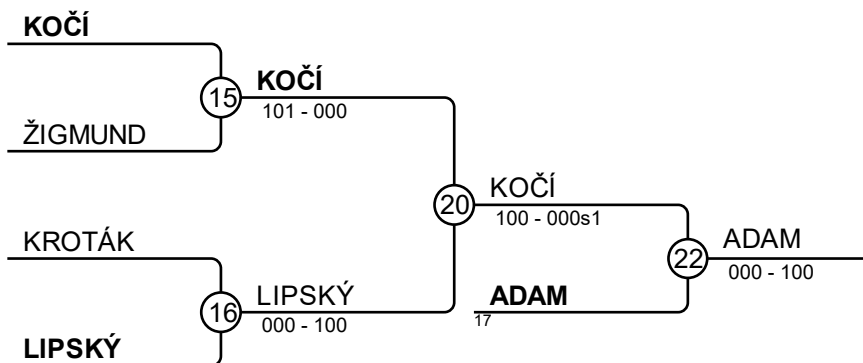 KOČÍ
15
KOČÍ
101 - 000
ŽIGMUND
20
KOČÍ
100 - 000s1
KROTÁK
22
ADAM
000 - 100
16
LIPSKÝ
000 - 100
ADAM
17
LIPSKÝ